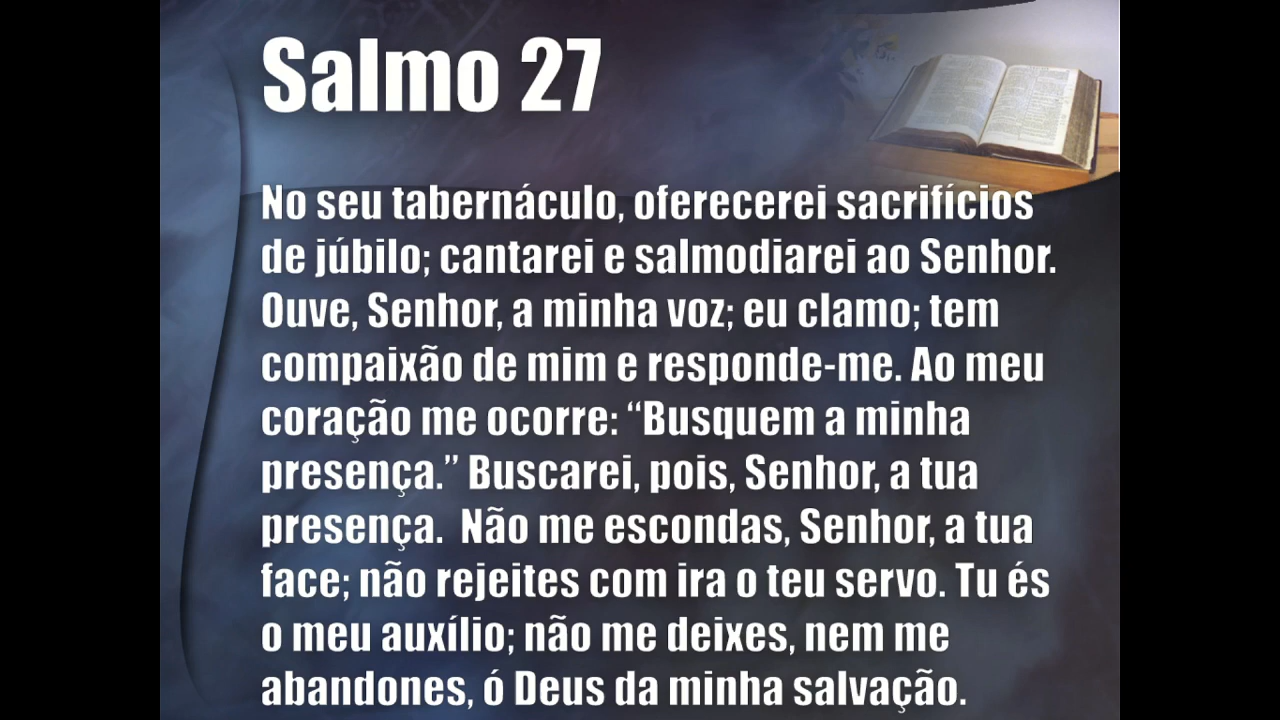 Salmo 27
No seu tabernáculo, oferecerei sacrifícios
de júbilo; cantarei e salmodiarei ao Senhor.
Ouve, Senhor, a minha voz; eu clamo; tem
compaixão de mim e responde-me. Ao meu
coração me ocorre: “Busquem a minha
presença.” Buscarei, pois, Senhor, a tua
presença.  Não me escondas, Senhor, a tua
face; não rejeites com ira o teu servo. Tu és
o meu auxílio; não me deixes, nem me
abandones, ó Deus da minha salvação.